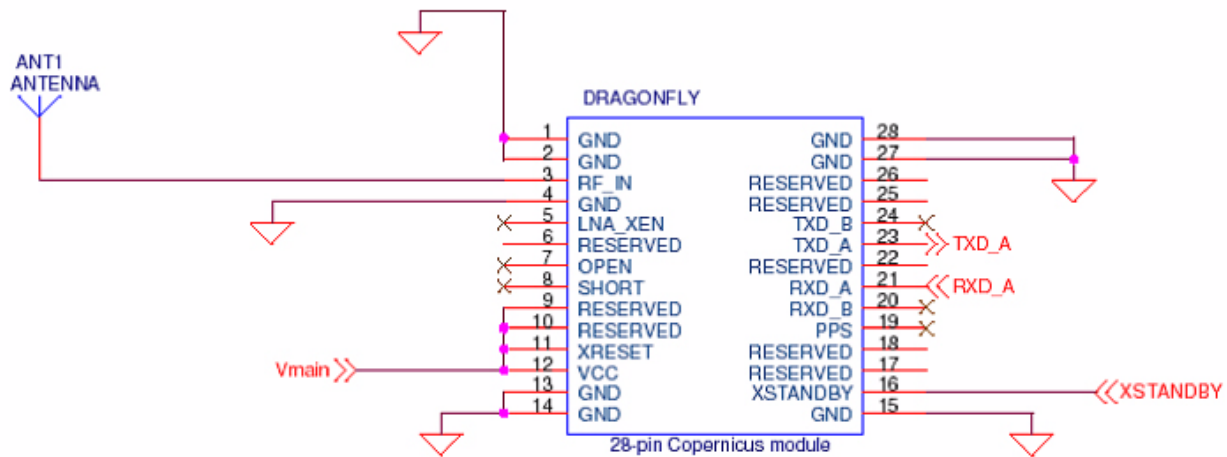 ANT1
ANTENNA
DRAGONFLY
1 GND
2 GND
3 RF_IN
4 GND
5 LNA_XEN
6 RESERVED
7 OPEN
8 SHORT
9 RESERVED
10 RESERVED
11 XRESET
12 VCC
13 GND
14 GND
Vmain
GND 28
GND 27
RESERVED 26
RESERVED 25
TXD_B 24
TXD_A 23 TXD_A
RESERVED 22
RXD_A 21 RXD_A
RXD_B 20
PPS 19
RESERVED 18
RESERVED 17
XSTANDBY 16 XSTANDBY
GND 15
28-pin Copernicus module